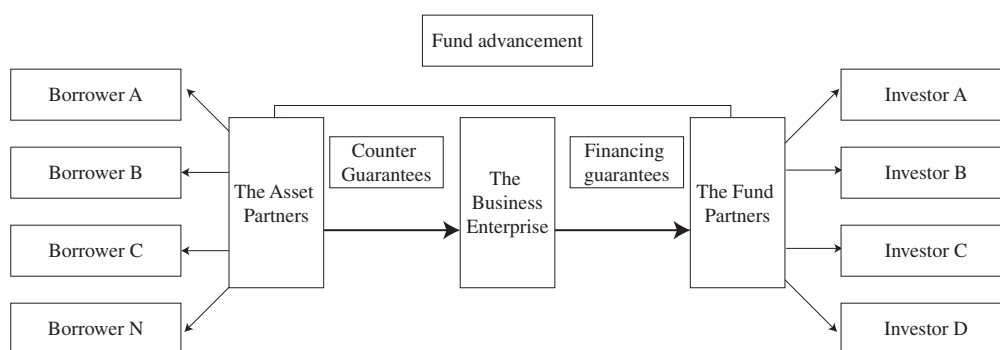 Fund advancement
Borrower A
Borrower B
Borrower C
Borrower N
The Asset
Partners
Counter
Guarantees
The
Business
Enterprise
Financing
guarantees
The Fund
Partners
Investor A
Investor B
Investor C
Investor D